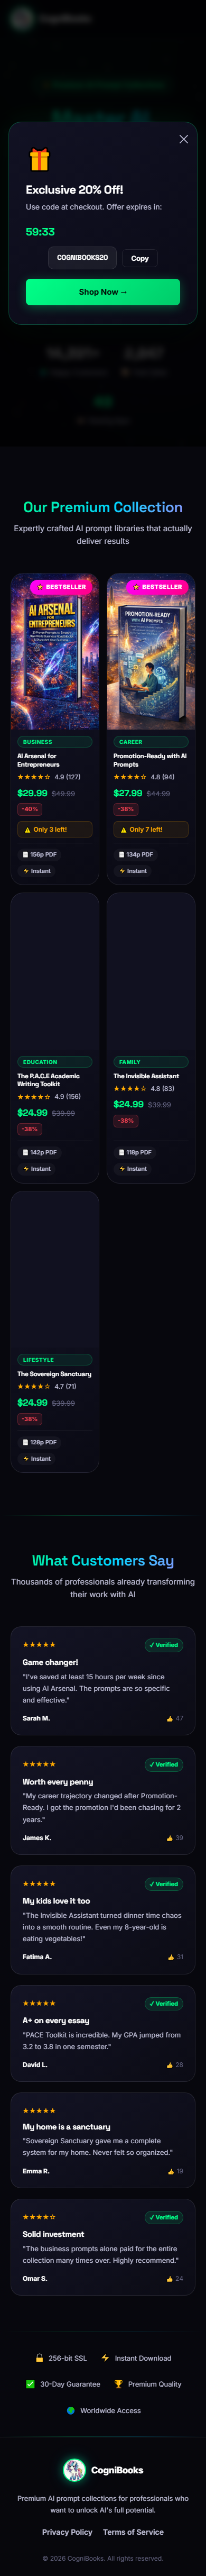 Exclusive 20% Off!
Use code at checkout. Offer expires in:
59:33
COGNIBOOKS20
Copy
Shop Now →
Our Premium Collection
Expertly crafted AI prompt libraries that actually
deliver results
BESTSELLER
AI ARSENAL
FOR
ENTREPRENEURS
BUSINESS
AI Arsenal for
Entrepreneurs
★★★★☆ 4.9 (127)
$29.99 $49.99
-40%
Only 3 left!
156p PDF
Instant
BESTSELLER
PROMOTION-READY
WITH AI PROMPTS
CAREER
Promotion-Ready with AI
Prompts
★★★★☆ 4.8 (94)
$27.99 $44.99
-38%
Only 7 left!
134p PDF
Instant
EDUCATION
The P.A.C.E Academic
Writing Toolkit
★★★★☆ 4.9 (156)
$24.99 $39.99
-38%
142p PDF
Instant
FAMILY
The Invisible Assistant
★★★★☆ 4.8 (83)
$24.99 $39.99
-38%
118p PDF
Instant
LIFESTYLE
The Sovereign Sanctuary
★★★★☆ 4.7 (71)
$24.99 $39.99
-38%
128p PDF
Instant
What Customers Say
Thousands of professionals already transforming
their work with AI
★★★★★ ✓ Verified
Game changer!
"I've saved at least 15 hours per week since
using AI Arsenal. The prompts are so specific
and effective."
Sarah M. 47
★★★★★ ✓ Verified
Worth every penny
"My career trajectory changed after Promotion-
Ready. I got the promotion I'd been chasing for 2
years."
James K. 39
★★★★★ ✓ Verified
My kids love it too
"The Invisible Assistant turned dinner time chaos
into a smooth routine. Even my 8-year-old is
eating vegetables!"
Fatima A. 31
★★★★★ ✓ Verified
A+ on every essay
"PACE Toolkit is incredible. My GPA jumped from
3.2 to 3.8 in one semester."
David L. 28
★★★★★
My home is a sanctuary
"Sovereign Sanctuary gave me a complete
system for my home. Never felt so organized."
Emma R. 19
★★★★☆ ✓ Verified
Solid investment
"The business prompts alone paid for the entire
collection many times over. Highly recommend."
Omar S. 24
256-bit SSL
Instant Download
30-Day Guarantee
Premium Quality
Worldwide Access
CogniBooks
Premium AI prompt collections for professionals who
want to unlock AI's full potential.
Privacy Policy Terms of Service
© 2026 CogniBooks. All rights reserved.